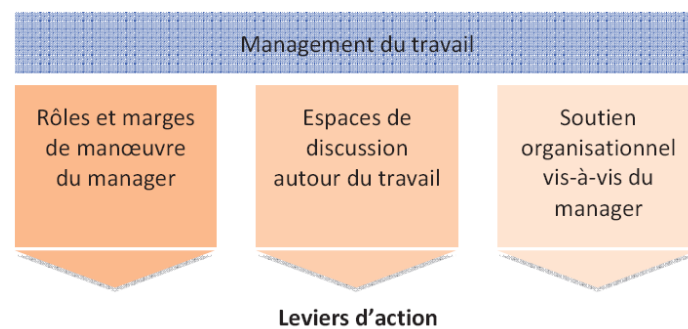 Management du travail
Rôles et marges
de manœuvre
du manager
Espaces de
discussion
autour du travail
Soutien
organisationnel
vis-à-vis du
manager
Leviers d’action